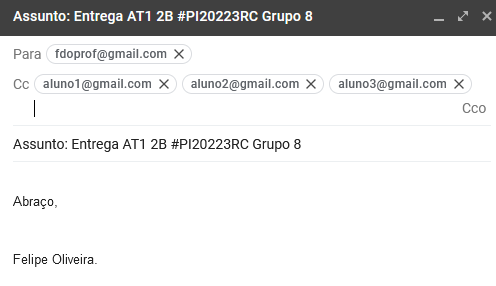 Assunto: Entrega AT1 2B #PI20223RC Grupo 8
Para fdoprof@gmail.com
Cc aluno1@gmail.com aluno2@gmail.com aluno3@gmail.com
Cco
Assunto: Entrega AT1 2B #PI20223RC Grupo 8
Abraço,
Felipe Oliveira.